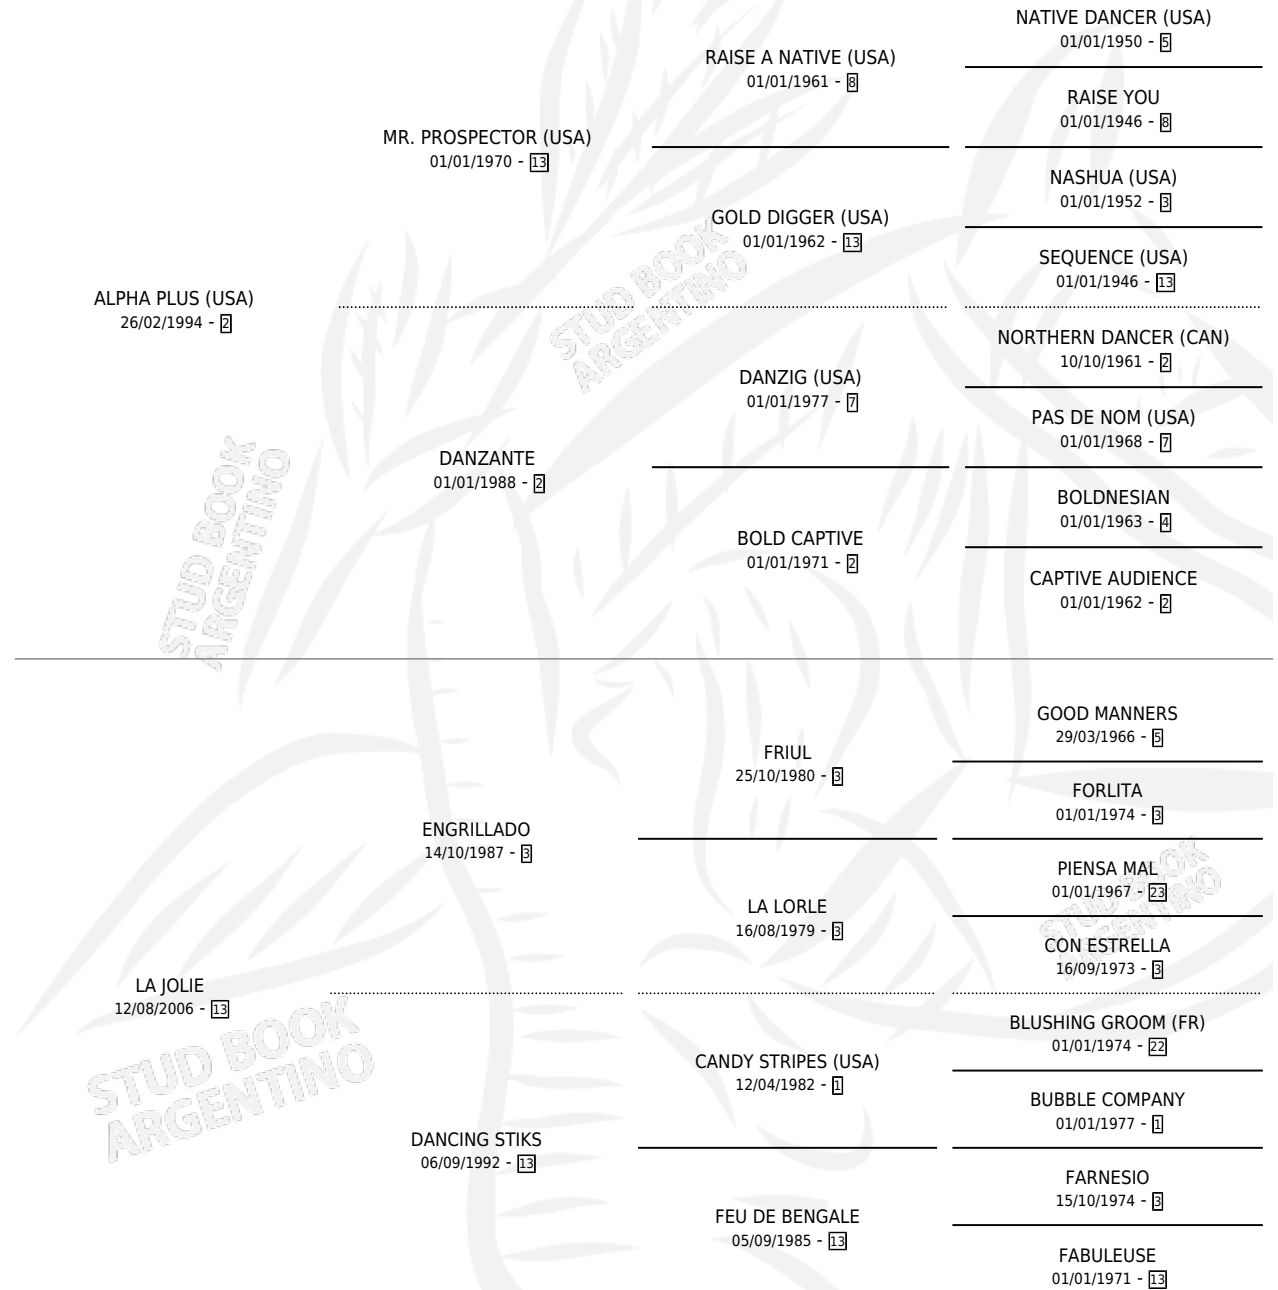 NATIVE DANCER (USA)
01/01/1950 - 5
RAISE A NATIVE (USA)
01/01/1961 - 8
RAISE YOU
01/01/1946 - 8
MR. PROSPECTOR (USA)
01/01/1970 - 13
NASHUA (USA)
01/01/1952 - 3
GOLD DIGGER (USA)
01/01/1962 - 13
SEQUENCE (USA)
01/01/1946 - 13
ALPHA PLUS (USA)
26/02/1994 - 2
NORTHERN DANCER (CAN)
10/10/1961 - 2
DANZIG (USA)
01/01/1977 - 7
PAS DE NOM (USA)
01/01/1968 - 7
DANZANTE
01/01/1988 - 2
BOLDNESIAN
01/01/1963 - 4
BOLD CAPTIVE
01/01/1971 - 2
CAPTIVE AUDIENCE
01/01/1962 - 2
GOOD MANNERS
29/03/1966 - 5
FRIUL
25/10/1980 - 3
FORLITA
01/01/1974 - 3
ENGRILLADO
14/10/1987 - 3
PIENSA MAL
01/01/1967 - 23
LA LORLE
16/08/1979 - 3
CON ESTRELLA
16/09/1973 - 3
LA JOLIE
12/08/2006 - 13
BLUSHING GROOM (FR)
01/01/1974 - 22
CANDY STRIPES (USA)
12/04/1982 - 1
BUBBLE COMPANY
01/01/1977 - 1
DANCING STIKS
06/09/1992 - 13
FARNESIO
15/10/1974 - 3
FEU DE BENGALE
05/09/1985 - 13
FABULEUSE
01/01/1971 - 13
STUD BOOK
ARGENTINO
STUD BOOK
ARGENTINO
STUD BOOK
ARGENTINO
STUD BOOK
ARGENTINO